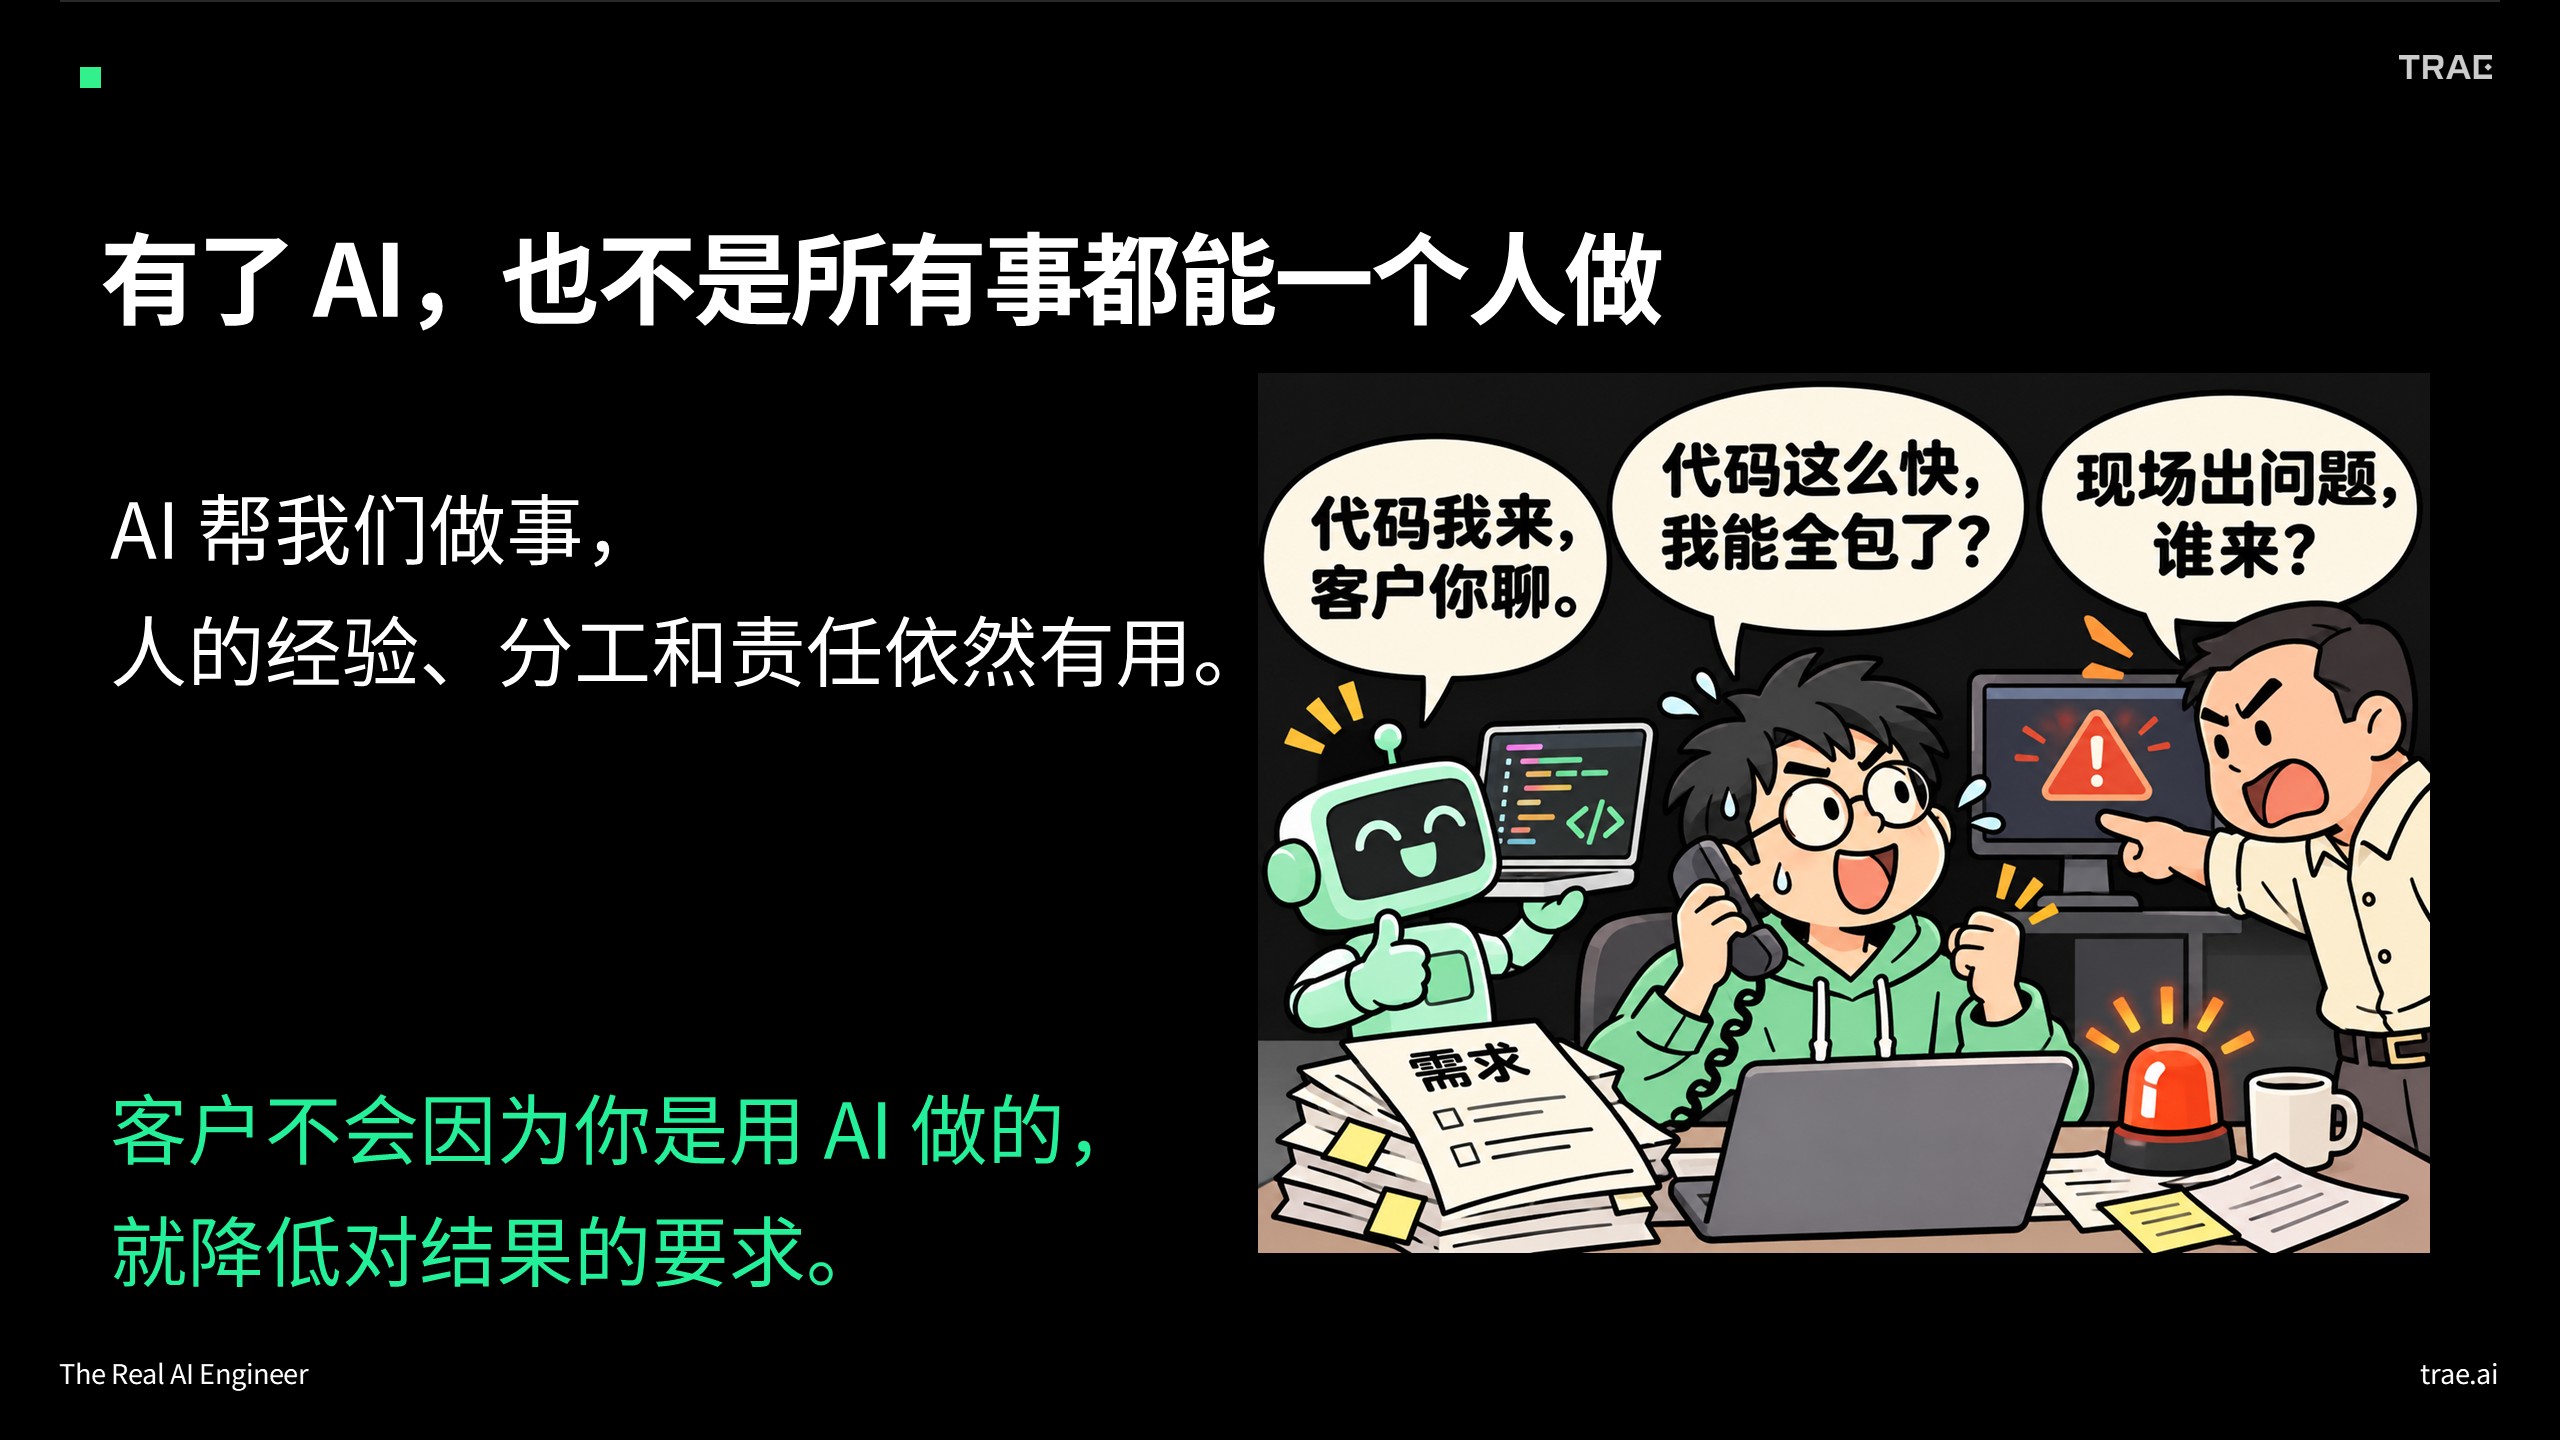 TRAE
有了 AI，也不是所有事都能一个人做
AI 帮我们做事，
人的经验、分工和责任依然有用。
客户不会因为你是用 AI 做的，
就降低对结果的要求。
代码我来，
客户你聊。
代码这么快，
我能全包了？
现场出问题，
谁来？
</>
需求
The Real AI Engineer
trae.ai